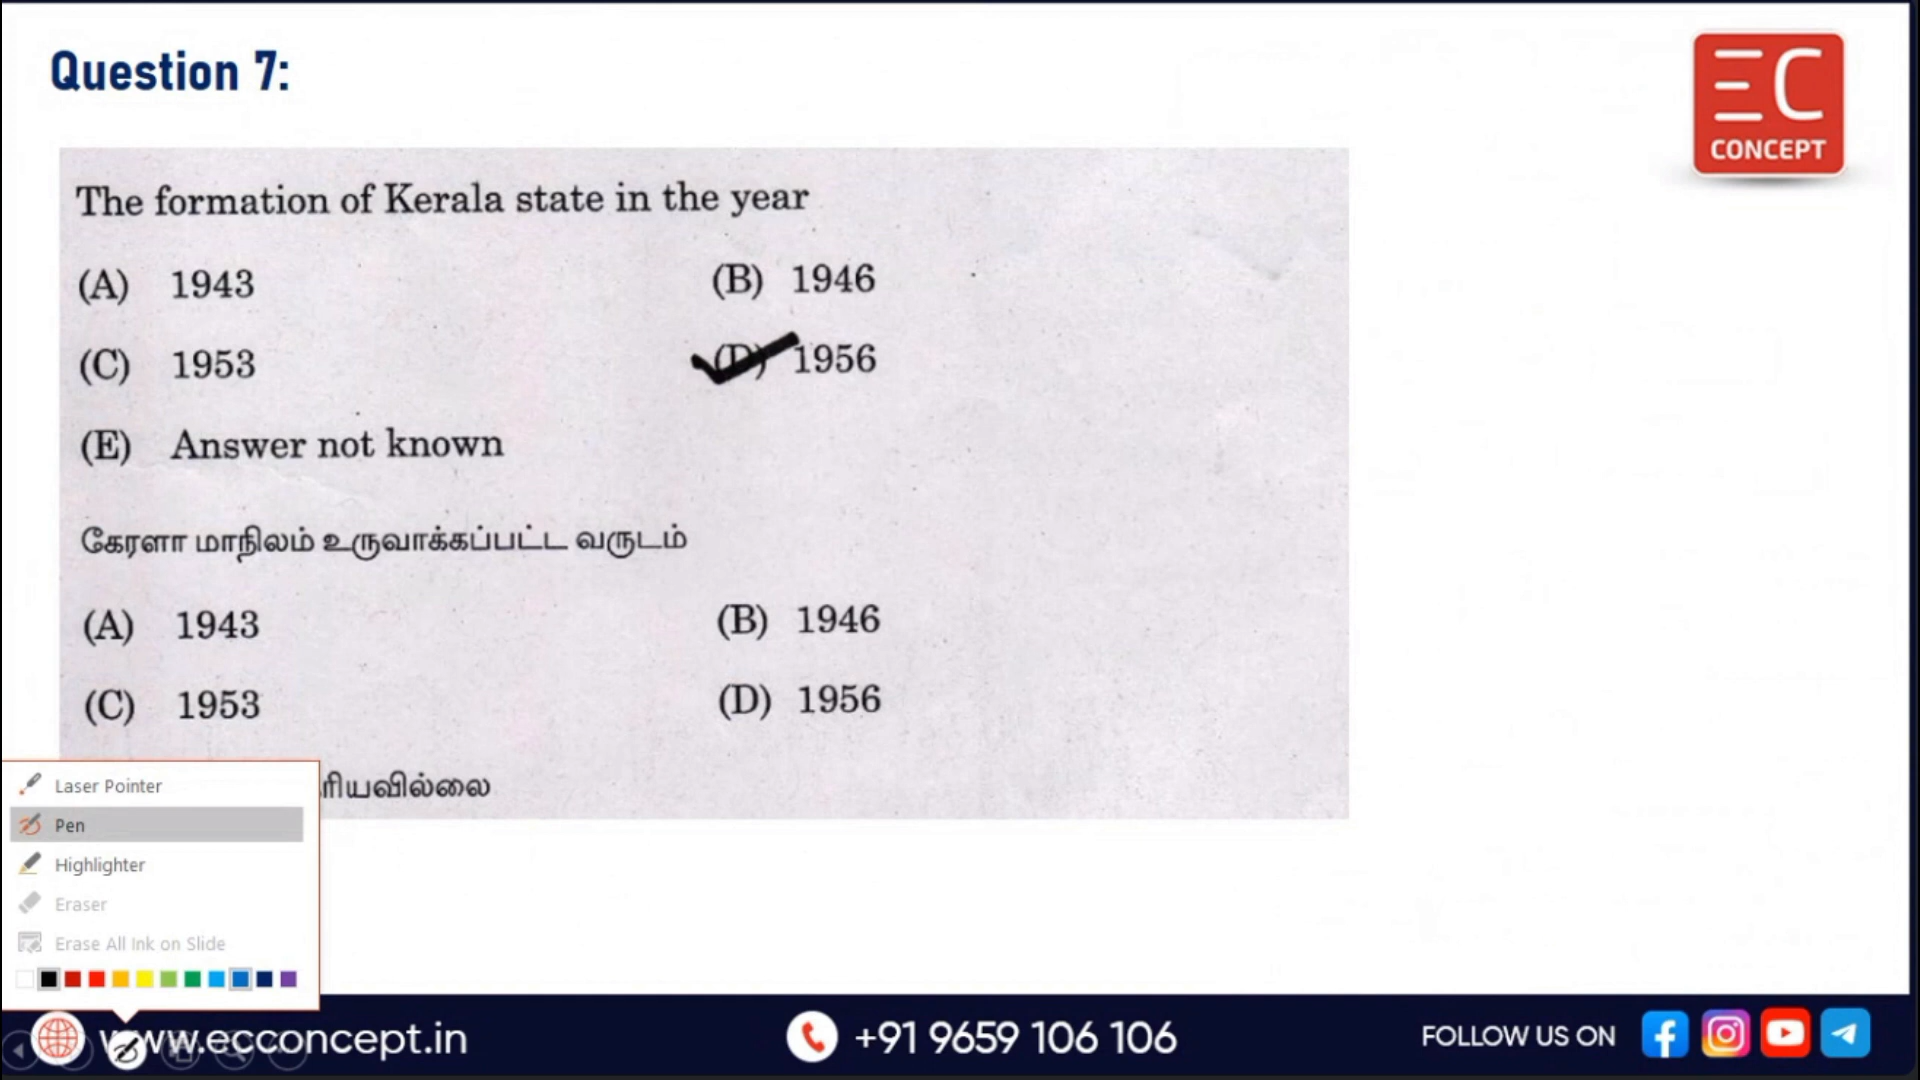 Question 7:
EC
CONCEPT
The formation of Kerala state in the year
(A) 1943 (B) 1946
(C) 1953 (D) 1956
(E) Answer not known
கேரளா மாநிலம் உருவாக்கப்பட்ட வருடம்
(A) 1943 (B) 1946
(C) 1953 (D) 1956
ரியவில்லை
Laser Pointer
Pen
Highlighter
Eraser
Erase All Ink on Slide
www.ecconcept.in +91 9659 106 106 FOLLOW US ON